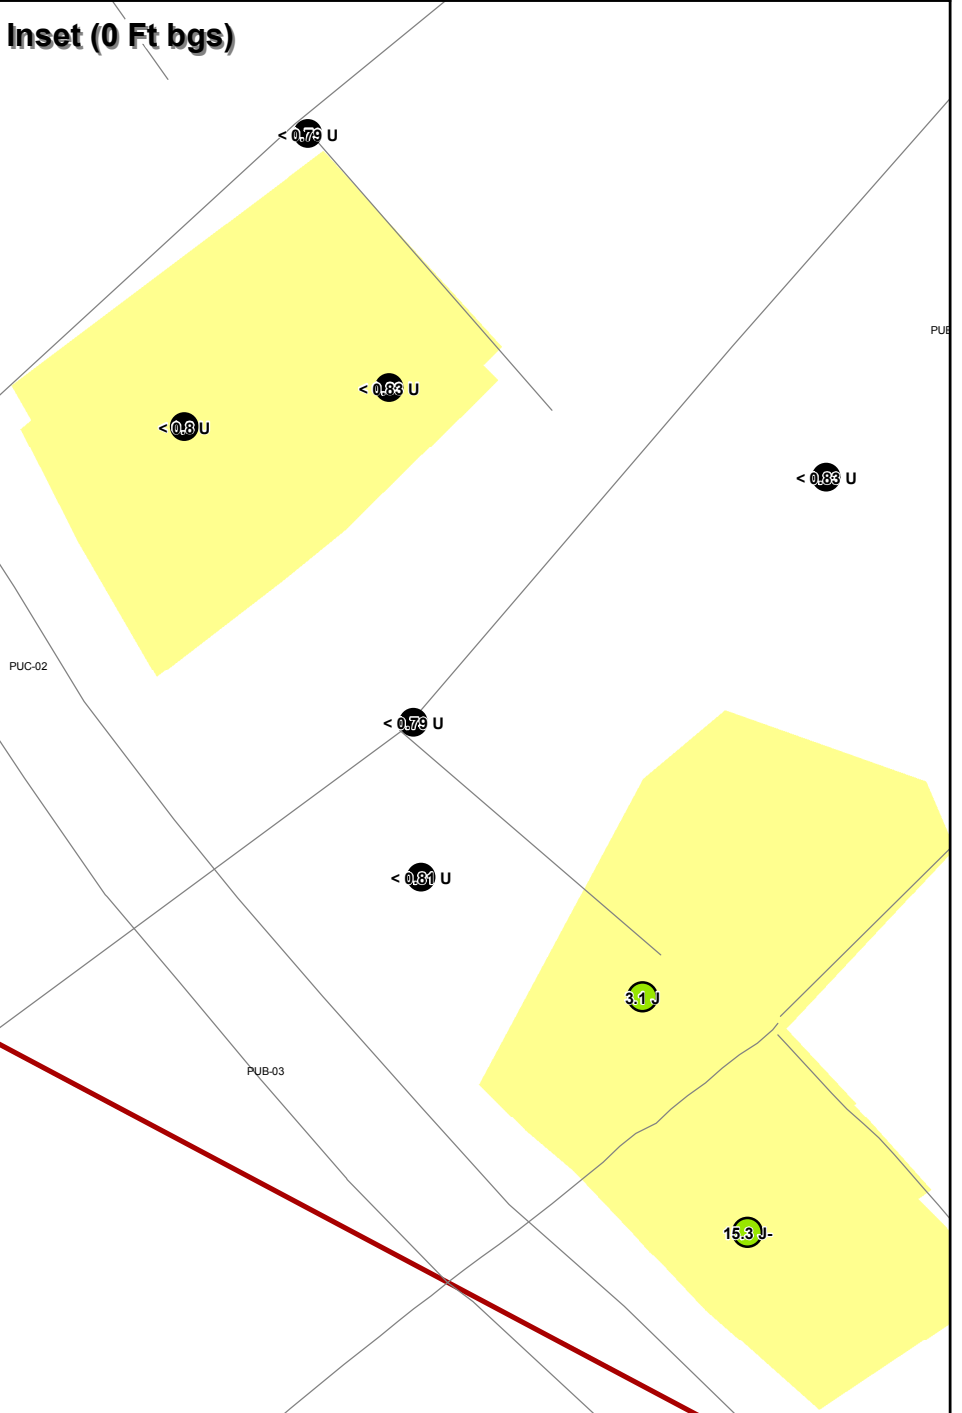 Inset (0 Ft bgs)
< 0.79 U
PUB
< 0.83 U
< 0.8 U
< 0.83 U
PUC-02
< 0.79 U
< 0.81 U
3.1 J
PUB-03
15.3 J-